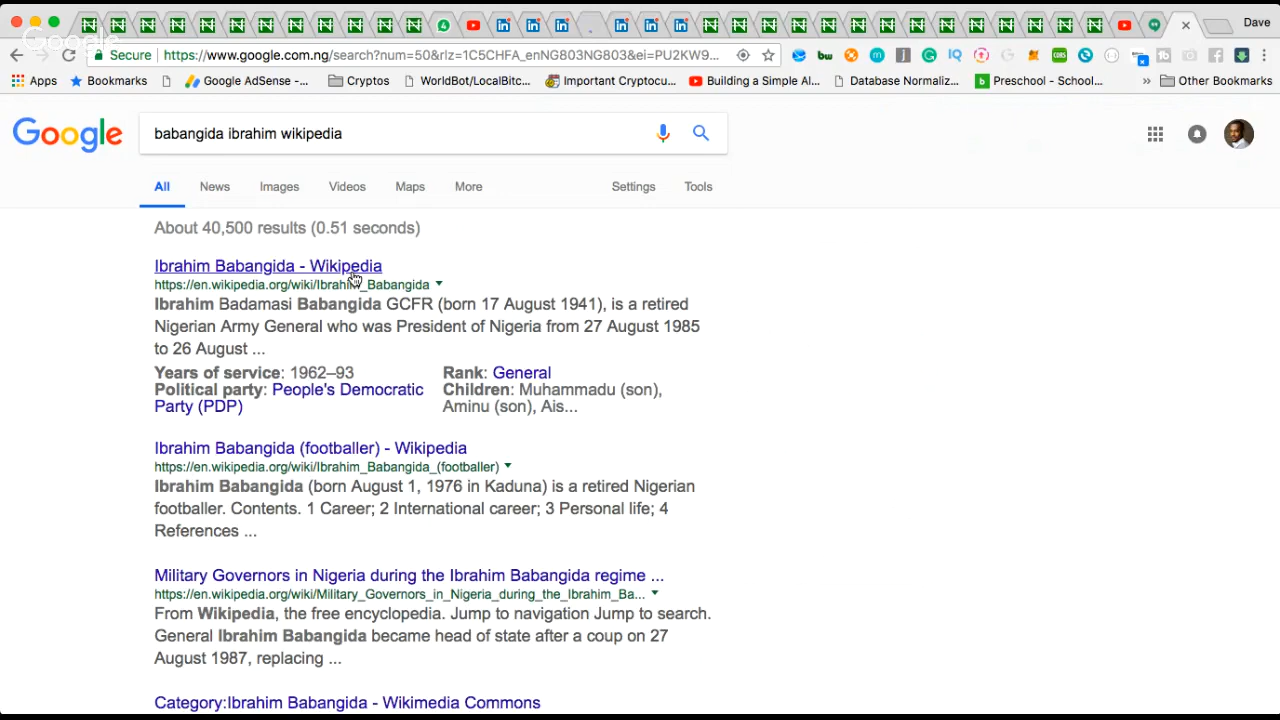 Dave
Secure https://www.google.com.ng/search?num=50&rlz=1C5CHFA_enNG803NG803&ei=PU2KW9...
Apps Bookmarks Google AdSense -... Cryptos WordHot/LocalBitc... Important Cryptocu... Building a Simple Al... Database Normaliz... Preschool - School... » Other Bookmarks
Google babangida ibrahim wikipedia
All News Images Videos Maps More Settings Tools
About 40,500 results (0.51 seconds)
Ibrahim Babangida - Wikipedia
https://en.wikipedia.org/wiki/Ibrahim_Babangida
Ibrahim Badamasi Babangida GCFR (born 17 August 1941), is a retired
Nigerian Army General who was President of Nigeria from 27 August 1985
to 26 August ...
Years of service: 1962–93 Rank: General
Political party: People's Democratic Children: Muhammadu (son),
Party (PDP) Aminu (son), Ais...
Ibrahim Babangida (footballer) - Wikipedia
https://en.wikipedia.org/wiki/Ibrahim_Babangida_(footballer)
Ibrahim Babangida (born August 1, 1976 in Kaduna) is a retired Nigerian
footballer. Contents. 1 Career; 2 International career; 3 Personal life; 4
References ...
Military Governors in Nigeria during the Ibrahim Babangida regime ...
https://en.wikipedia.org/wiki/Military_Governors_in_Nigeria_during_the_Ibrahim_Ba...
From Wikipedia, the free encyclopedia. Jump to navigation Jump to search.
General Ibrahim Babangida became head of state after a coup on 27
August 1987, replacing ...
Category:Ibrahim Babangida - Wikimedia Commons